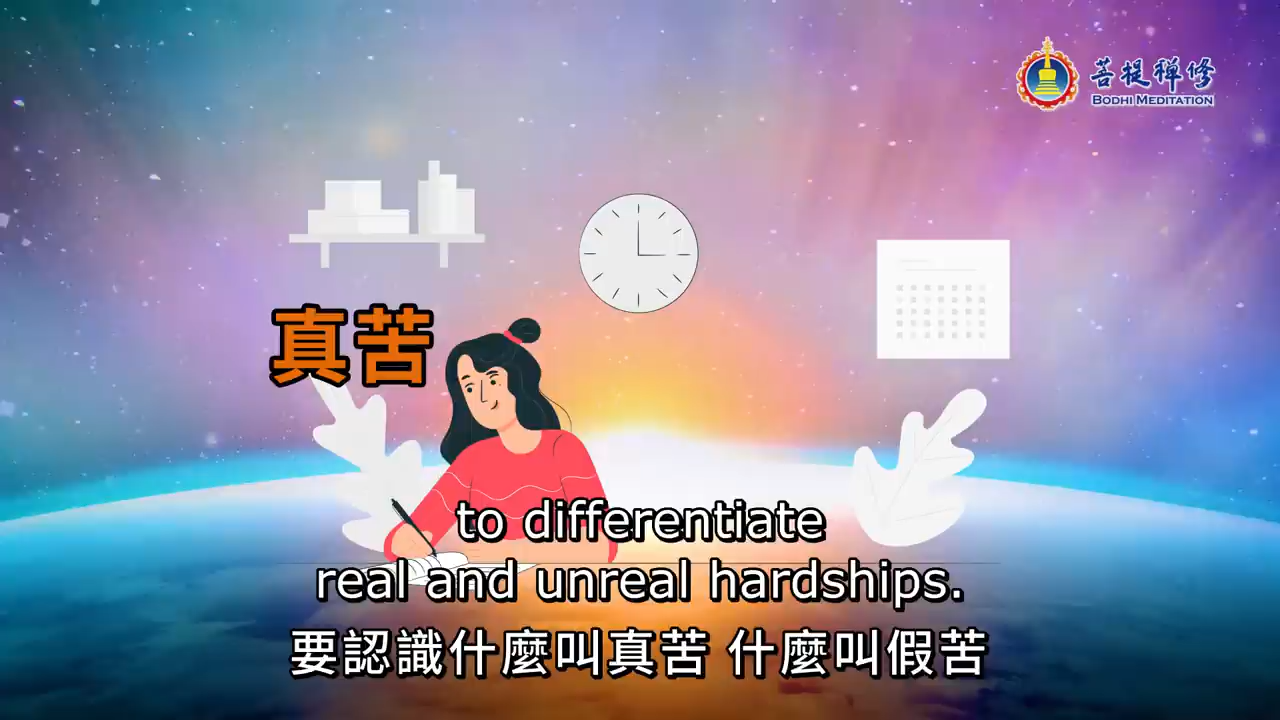 菩提禪修
BODHI MEDITATION
真苦
to differentiate
real and unreal hardships.
要認識什麼叫真苦 什麼叫假苦